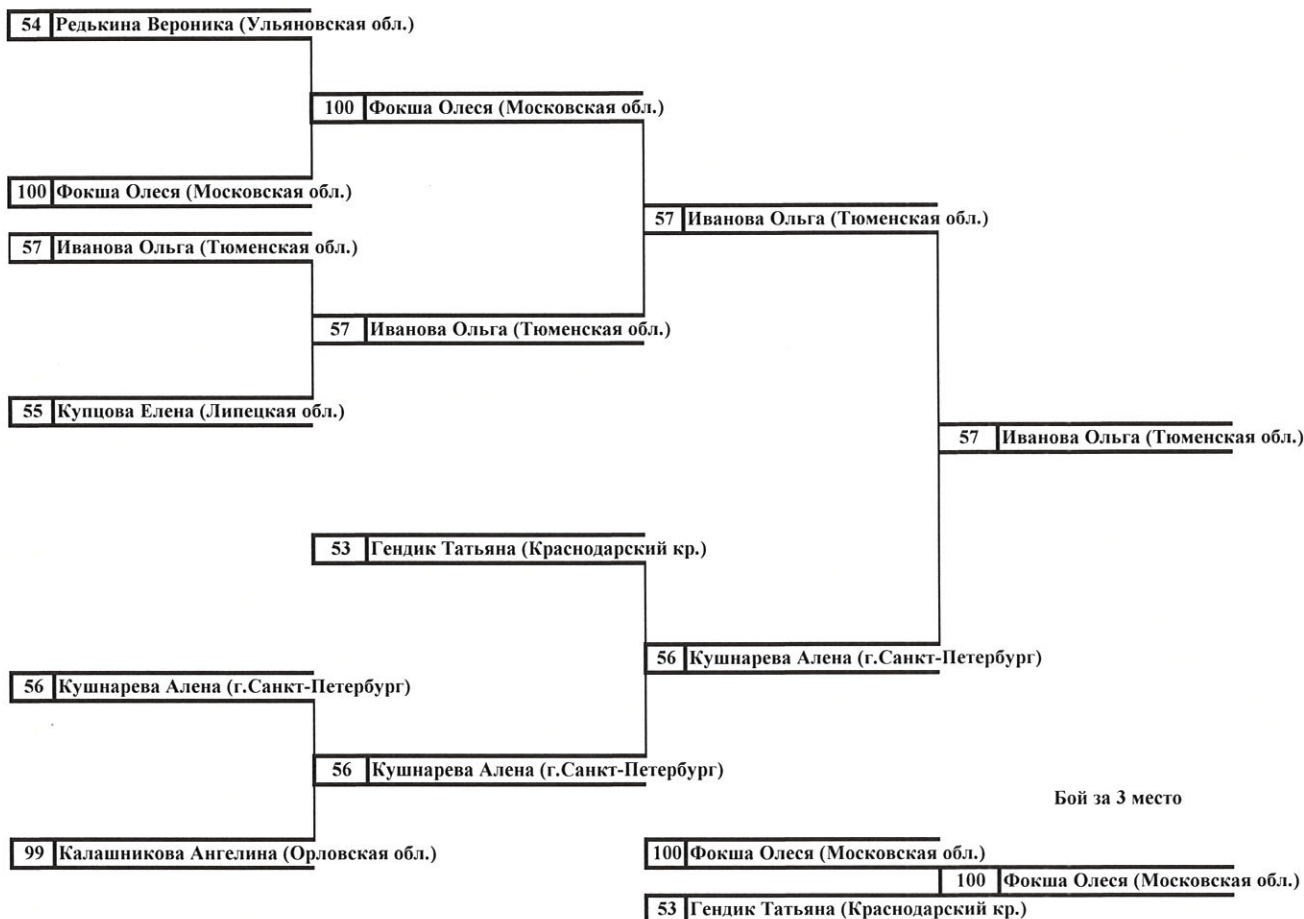 54 Редькина Вероника (Ульяновская обл.)
100 Фокша Олеся (Московская обл.)
100 Фокша Олеся (Московская обл.)
57 Иванова Ольга (Тюменская обл.)
57 Иванова Ольга (Тюменская обл.)
57 Иванова Ольга (Тюменская обл.)
55 Купцова Елена (Липецкая обл.)
57 Иванова Ольга (Тюменская обл.)
53 Гендик Татьяна (Краснодарский кр.)
56 Кушнарева Алена (г.Санкт-Петербург)
56 Кушнарева Алена (г.Санкт-Петербург)
56 Кушнарева Алена (г.Санкт-Петербург)
Бой за 3 место
99 Калашникова Ангелина (Орловская обл.)
100 Фокша Олеся (Московская обл.)
100 Фокша Олеся (Московская обл.)
53 Гендик Татьяна (Краснодарский кр.)